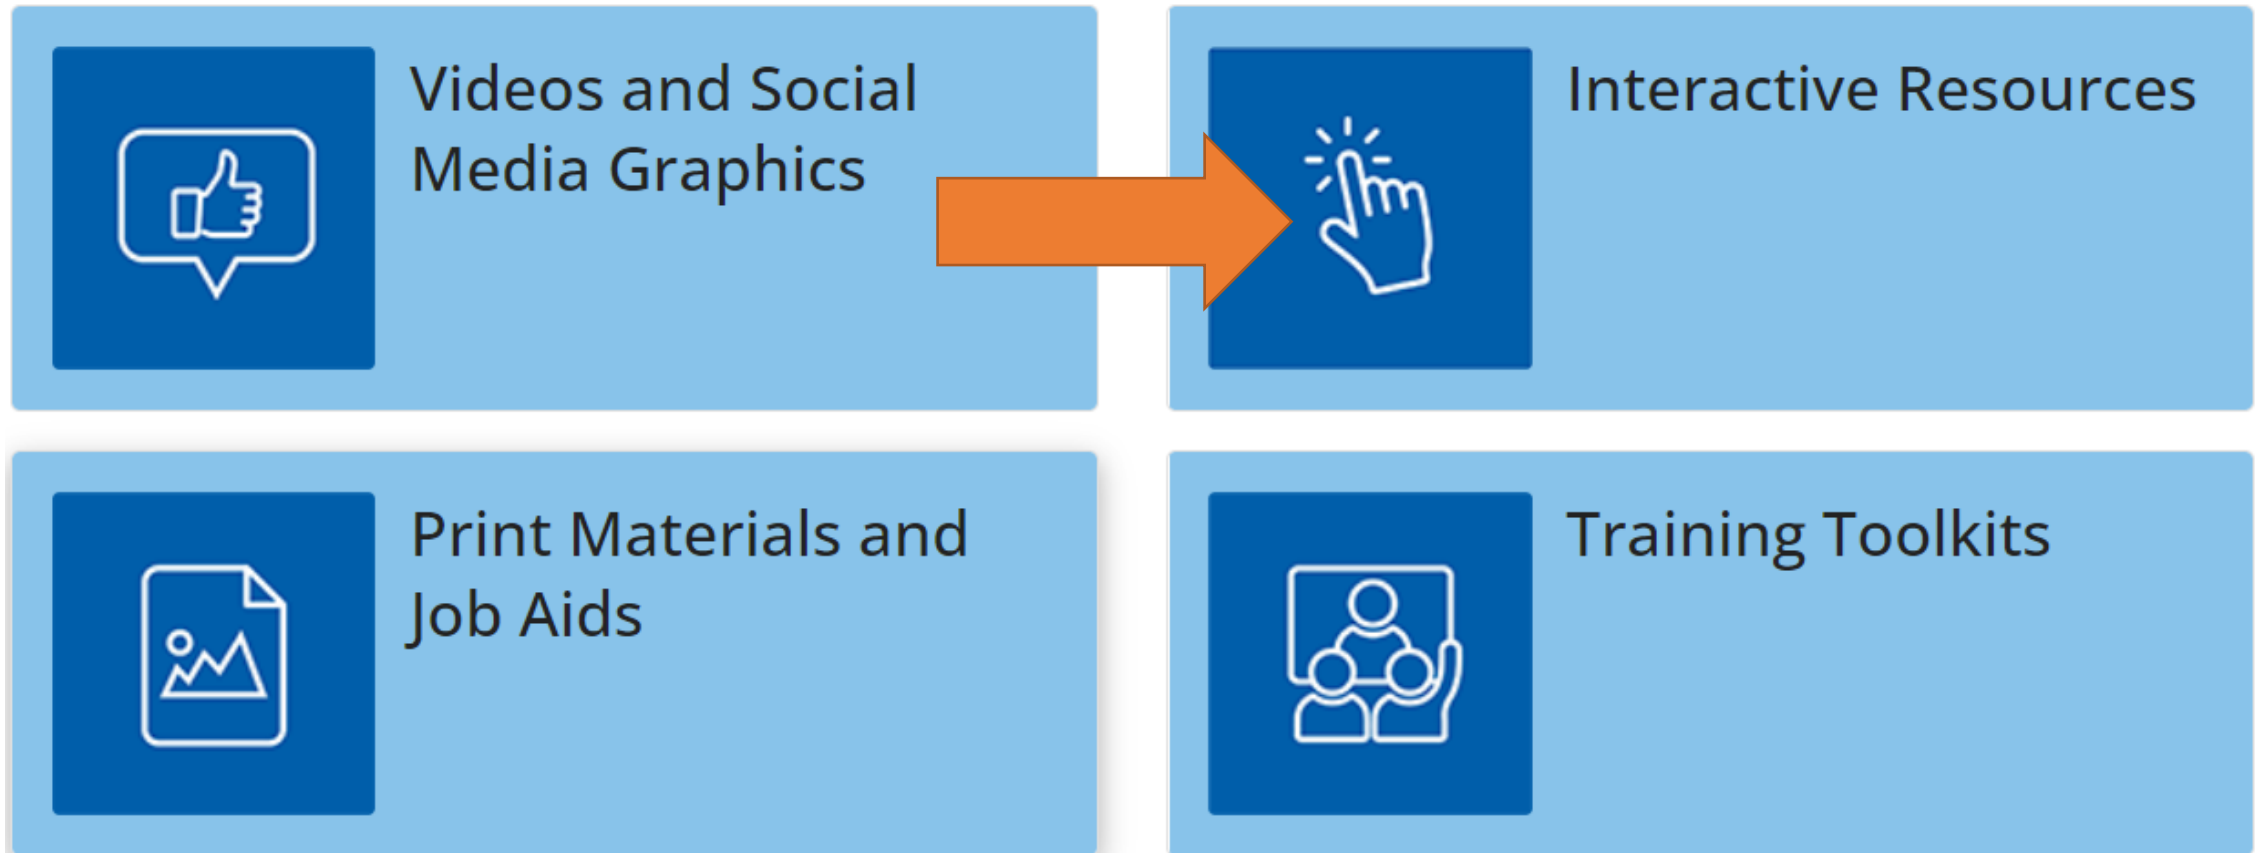 Videos and Social
Media Graphics
Interactive Resources
Print Materials and
Job Aids
Training Toolkits